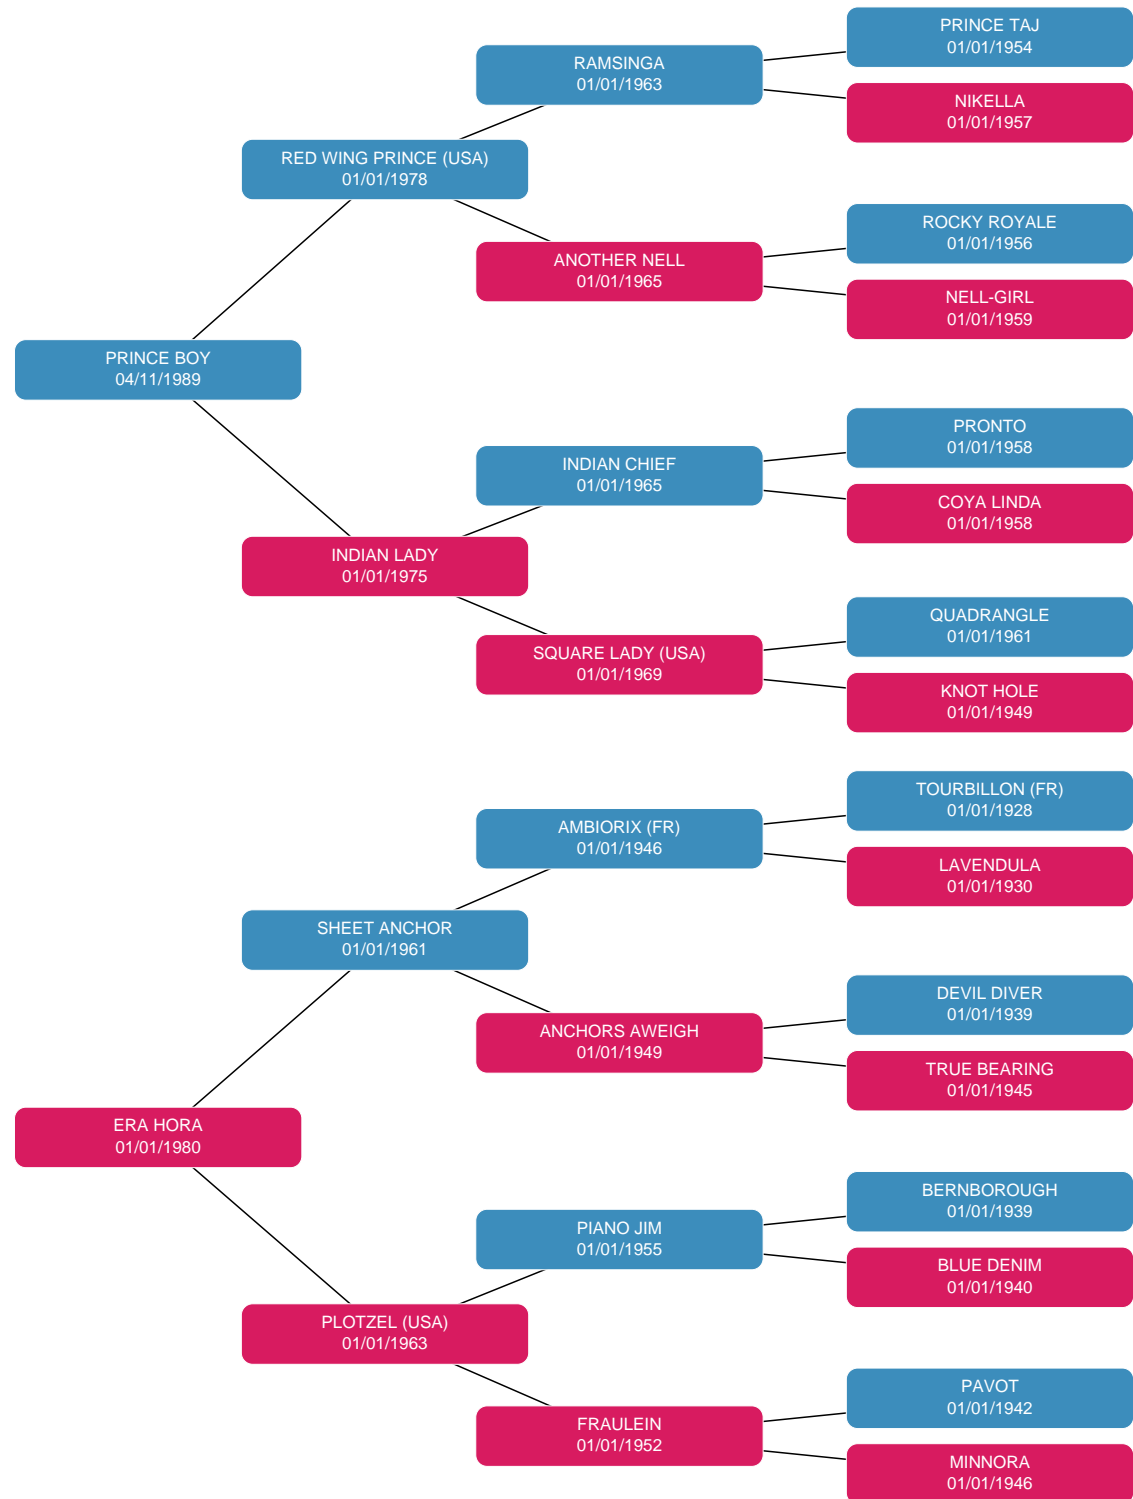 PRINCE TAJ
01/01/1954
RAMSINGA
01/01/1963
NIKELLA
01/01/1957
RED WING PRINCE (USA)
01/01/1978
ROCKY ROYALE
01/01/1956
ANOTHER NELL
01/01/1965
NELL-GIRL
01/01/1959
PRINCE BOY
04/11/1989
PRONTO
01/01/1958
INDIAN CHIEF
01/01/1965
COYA LINDA
01/01/1958
INDIAN LADY
01/01/1975
QUADRANGLE
01/01/1961
SQUARE LADY (USA)
01/01/1969
KNOT HOLE
01/01/1949
TOURBILLON (FR)
01/01/1928
AMBIORIX (FR)
01/01/1946
LAVENDULA
01/01/1930
SHEET ANCHOR
01/01/1961
DEVIL DIVER
01/01/1939
ANCHORS AWEIGH
01/01/1949
TRUE BEARING
01/01/1945
ERA HORA
01/01/1980
BERNBOROUGH
01/01/1939
PIANO JIM
01/01/1955
BLUE DENIM
01/01/1940
PLOTZEL (USA)
01/01/1963
PAVOT
01/01/1942
FRAULEIN
01/01/1952
MINNORA
01/01/1946